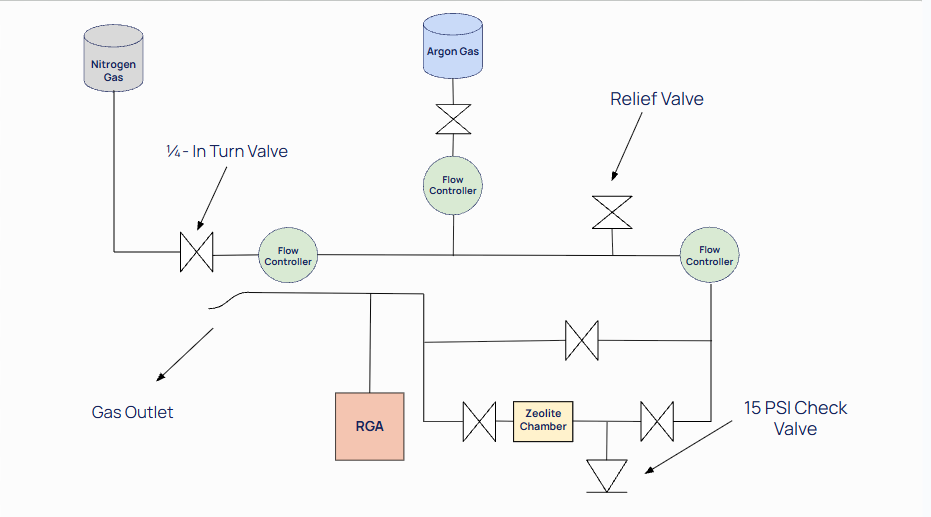 Nitrogen
Gas
Argon Gas
Relief Valve
¼- In Turn Valve
Flow
Controller
Flow
Controller
Flow
Controller
Gas Outlet
RGA
Zeolite
Chamber
15 PSI Check
Valve